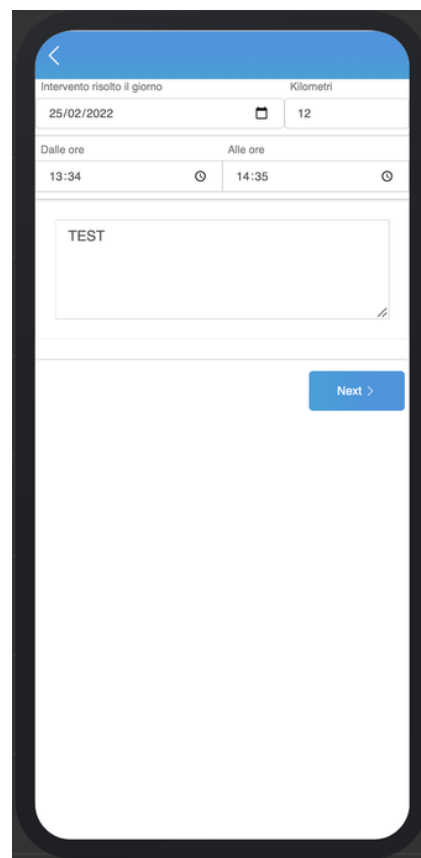 Intervento risolto il giorno Kilometri
25/02/2022 12
Dalle ore Alle ore
13:34 14:35
TEST
Next >